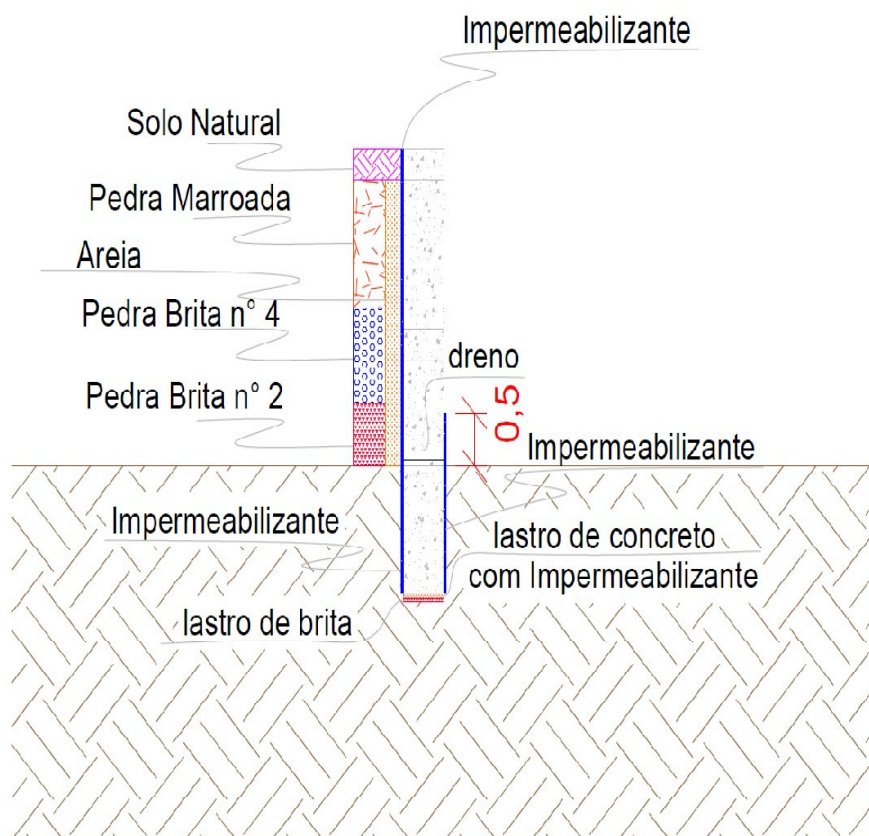 Impermeabilizante
Solo Natural
Pedra Marroada
Areia
Pedra Brita n° 4
dreno
Pedra Brita n° 2
0,5
Impermeabilizante
Impermeabilizante
lastro de concreto
com Impermeabilizante
lastro de brita